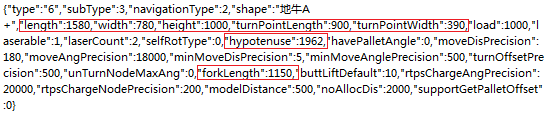 {"type":"6","subType":3,"navigationType":2,"shape":"地牛A
+","length":1580,"width":780,"height":1000,"turnPointLength":900,"turnPointWidth":390,"load":1000,"l
aserable":1,"laserCount":2,"selfRotType":0,"hypotenuse":1962,"havePalletAngle":0,"moveDisPrecision":
180,"moveAngPrecision":18000,"minMoveDisPrecision":5,"minMoveAnglePrecision":500,"turnOffsetPre
cision":500,"unTurnNodeMaxAng":0,"forkLength":1150,"buttLiftDefault":10,"rtpsChargAngPrecision":
20000,"rtpsChargeNodePrecision":200,"modelDistance":500,"noAllocDis":2000,"supportGetPalletOffset"
:0}